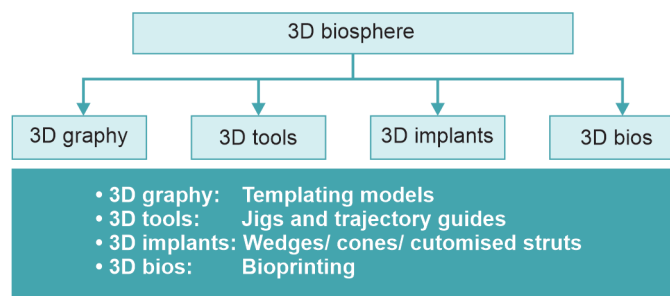 3D biosphere
3D graphy
3D tools
3D implants
3D bios
• 3D graphy: Templating models
• 3D tools: Jigs and trajectory guides
• 3D implants: Wedges/ cones/ cutomised struts
• 3D bios: Bioprinting